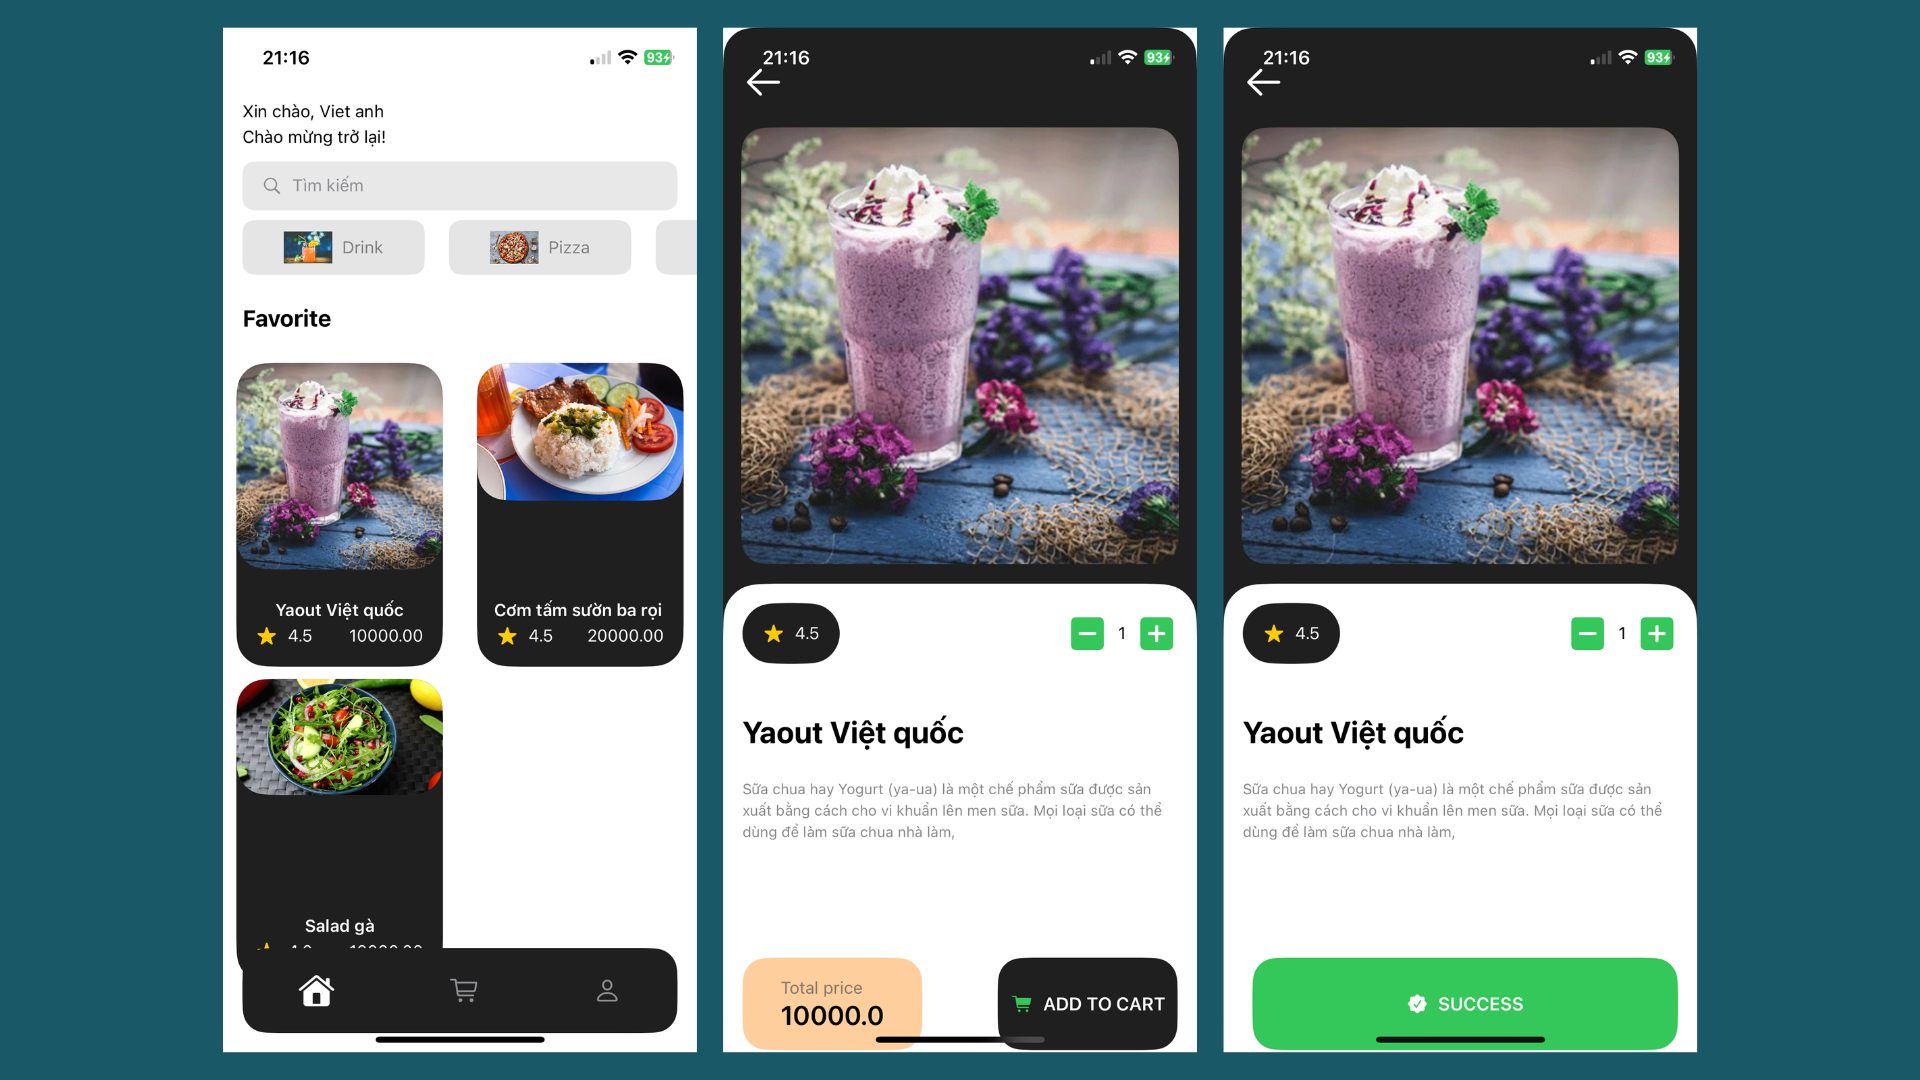 21:16
93
Xin chào, Viet anh
Chào mừng trở lại!
Tìm kiếm
Drink
Pizza
Favorite
Yaout Việt quốc
4.5 10000.00
Cơm tấm sườn ba rọi
4.5 20000.00
Salad gà
21:16
93
4.5
1
Yaout Việt quốc
Sữa chua hay Yogurt (ya-ua) là một chế phẩm sữa được sản
xuất bằng cách cho vi khuẩn lên men sữa. Mọi loại sữa có thể
dùng để làm sữa chua nhà làm,
Total price
10000.0
ADD TO CART
21:16
93
4.5
1
Yaout Việt quốc
Sữa chua hay Yogurt (ya-ua) là một chế phẩm sữa được sản
xuất bằng cách cho vi khuẩn lên men sữa. Mọi loại sữa có thể
dùng để làm sữa chua nhà làm,
SUCCESS